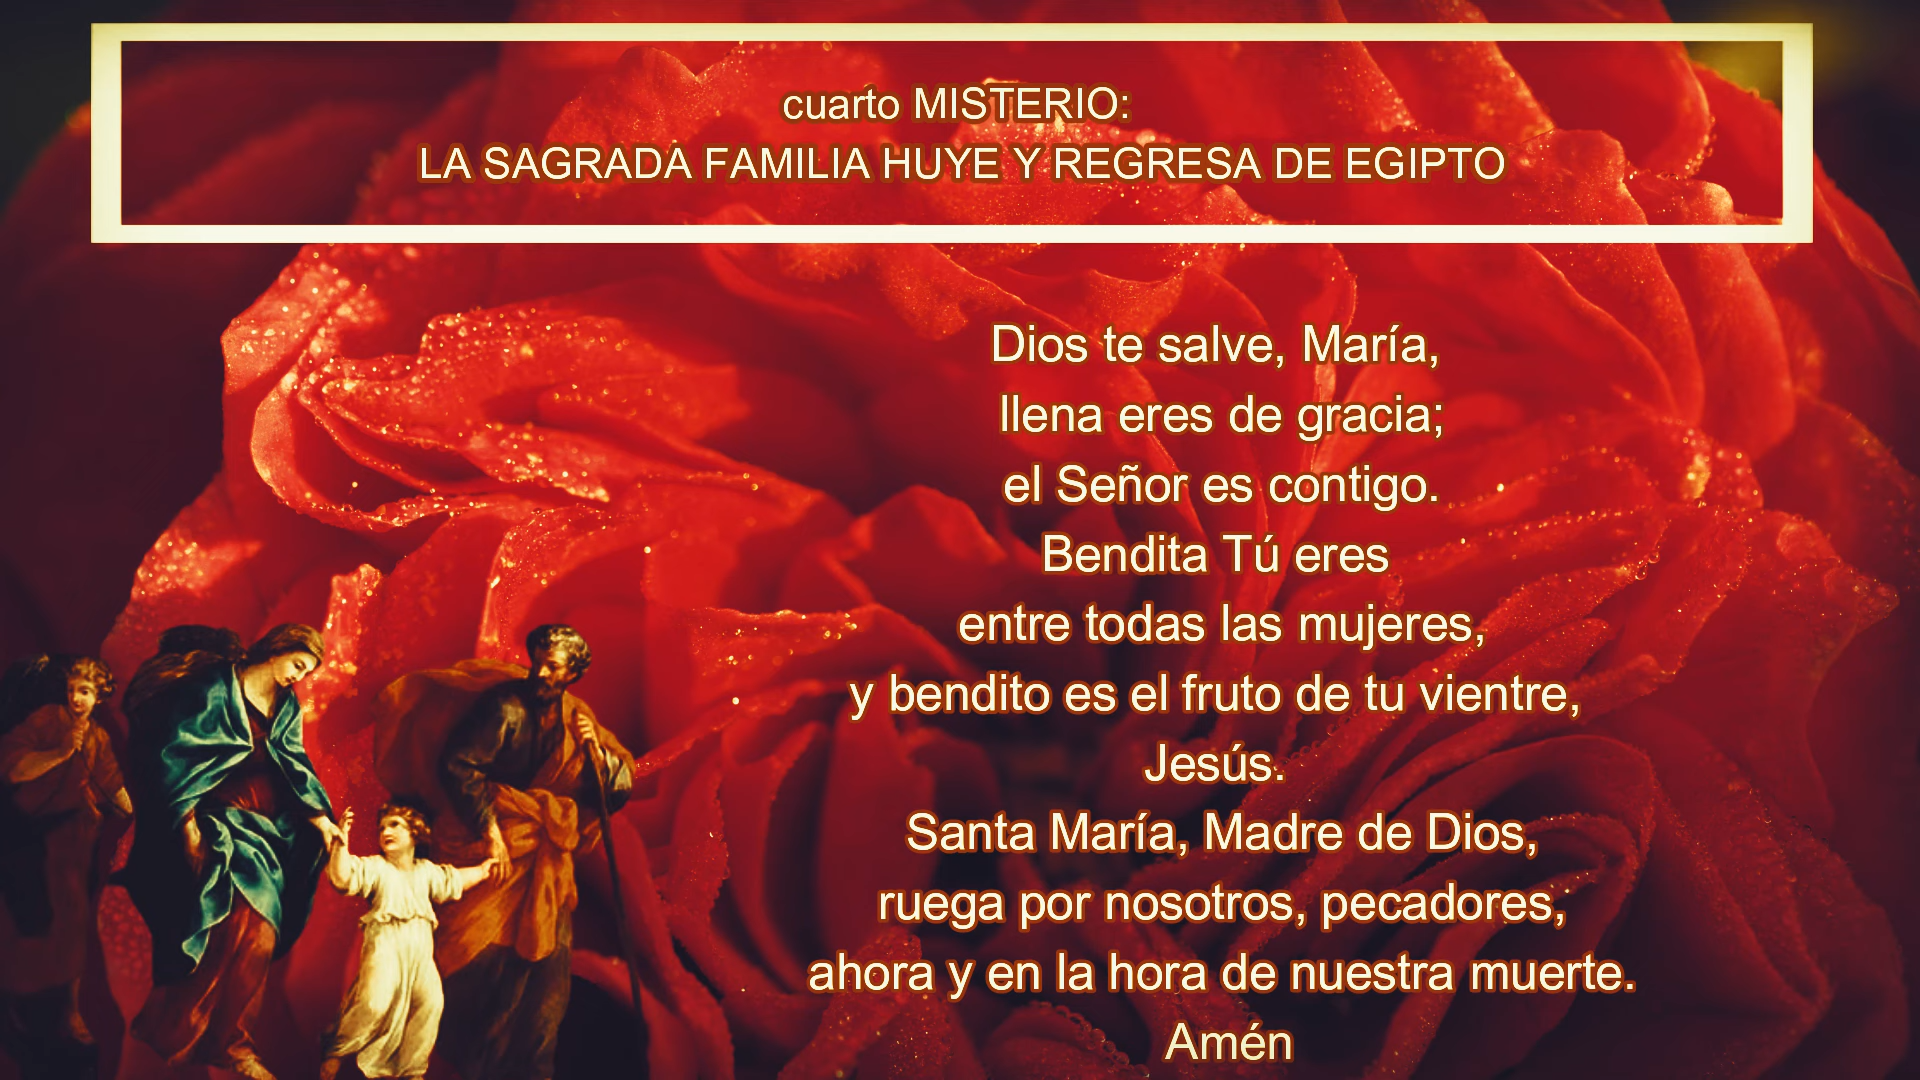 cuarto MISTERIO:
LA SAGRADA FAMILIA HUYE Y REGRESA DE EGIPTO
Dios te salve, María,
llena eres de gracia;
el Señor es contigo.
Bendita Tú eres
entre todas las mujeres,
y bendito es el fruto de tu vientre,
Jesús.
Santa María, Madre de Dios,
ruega por nosotros, pecadores,
ahora y en la hora de nuestra muerte.
Amén